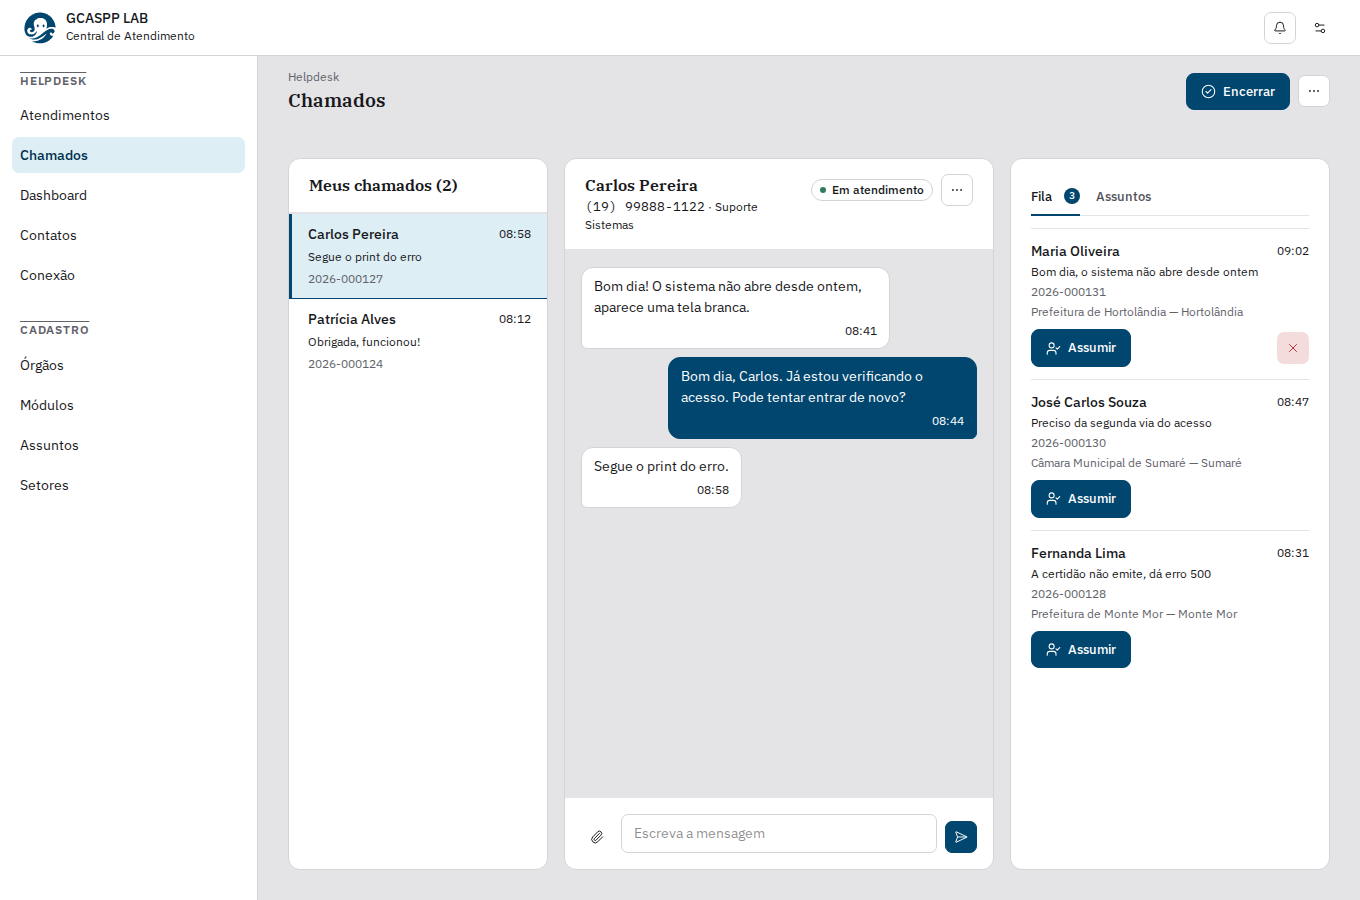 GCASPP LAB
Central de Atendimento
HELPDESK
Atendimentos
Chamados
Dashboard
Contatos
Conexão
CADASTRO
Órgãos
Módulos
Assuntos
Setores
Helpdesk
Chamados
Encerrar
Meus chamados (2)
Carlos Pereira 08:58
Segue o print do erro
2026-000127
Patrícia Alves 08:12
Obrigada, funcionou!
2026-000124
Carlos Pereira
(19) 99888-1122 · Suporte
Sistemas
Em atendimento
Bom dia! O sistema não abre desde ontem,
aparece uma tela branca.
08:41
Bom dia, Carlos. Já estou verificando o
acesso. Pode tentar entrar de novo?
08:44
Segue o print do erro.
08:58
Escreva a mensagem
Fila 3 Assuntos
Maria Oliveira 09:02
Bom dia, o sistema não abre desde ontem
2026-000131
Prefeitura de Hortolândia — Hortolândia
Assumir
José Carlos Souza 08:47
Preciso da segunda via do acesso
2026-000130
Câmara Municipal de Sumaré — Sumaré
Assumir
Fernanda Lima 08:31
A certidão não emite, dá erro 500
2026-000128
Prefeitura de Monte Mor — Monte Mor
Assumir